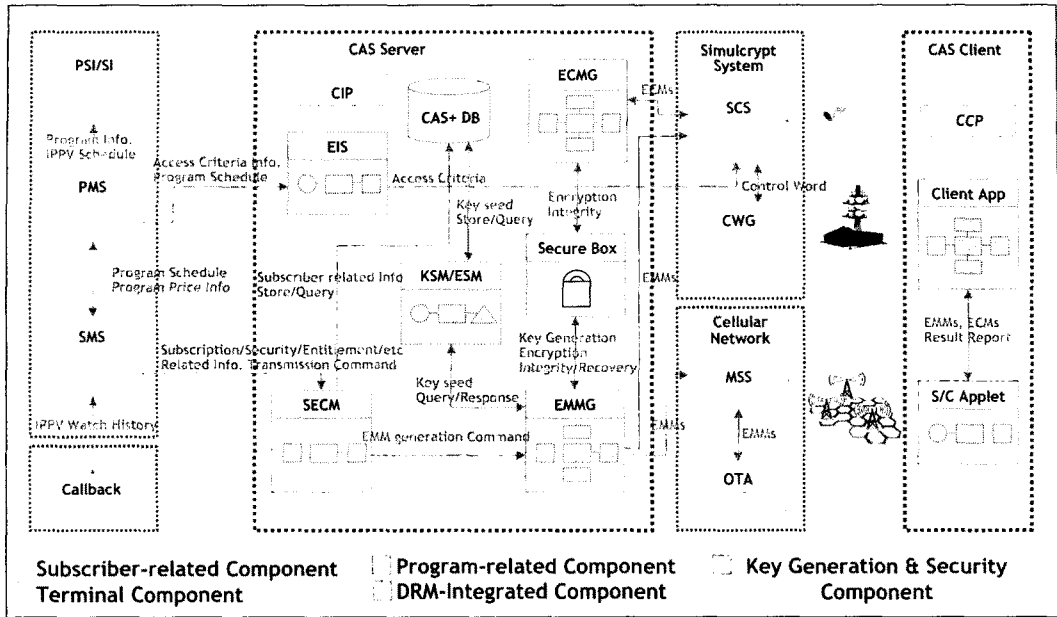 CAS Server
Simulcrypt
System
CAS Client
PSI/SI
CIP
CAS+ DB
ECMG
ECMs
SCS
CCP
Program Info.
IPPV Schedule
EIS
Access Criteria Info.
Program Schedule
PMS
Access Criteria
Key seed
Store/Query
Encryption
Integrity
Control Word
CWG
Client App
Program Schedule
Program Price Info
Subscriber related Info
Store/Query
KSM/ESM
Secure Box
EMMs
SMS
Subscription/Security/Entitlement/etc
Related Info. Transmission Command
Key Generation
Encryption
Integrity/Recovery
Cellular
Network
EMMs, ECMs
Result Report
MSS
Key seed
Query/Response
SECM
EMMG
S/C Applet
IPPV Watch History
EMM generation Command
EMMs
EMMs
Callback
OTA
Subscriber-related Component
Terminal Component
Program-related Component
DRM-Integrated Component
Key Generation & Security
Component